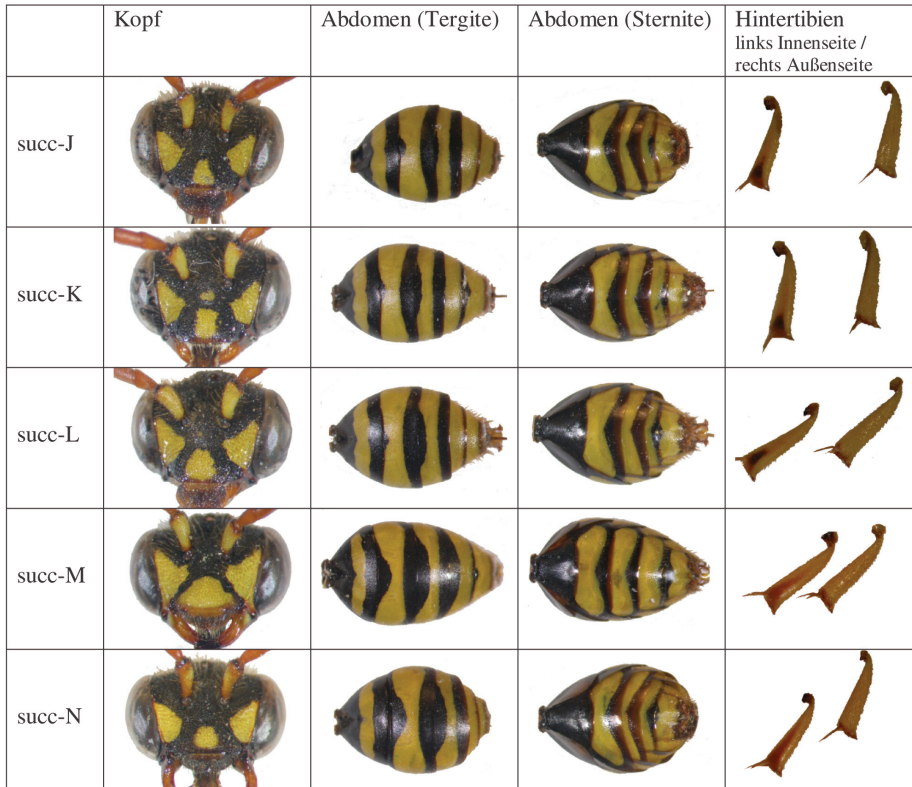 Kopf
Abdomen (Tergite)
Abdomen (Sternite)
Hintertibien
links Innenseite /
rechts Außenseite
succ-J
succ-K
succ-L
succ-M
succ-N